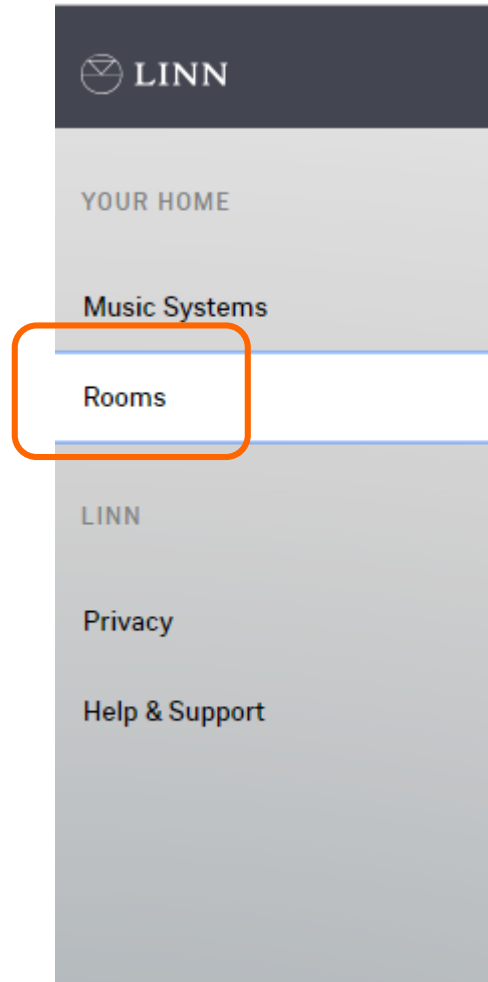 LINN
YOUR HOME
Music Systems
Rooms
LINN
Privacy
Help & Support